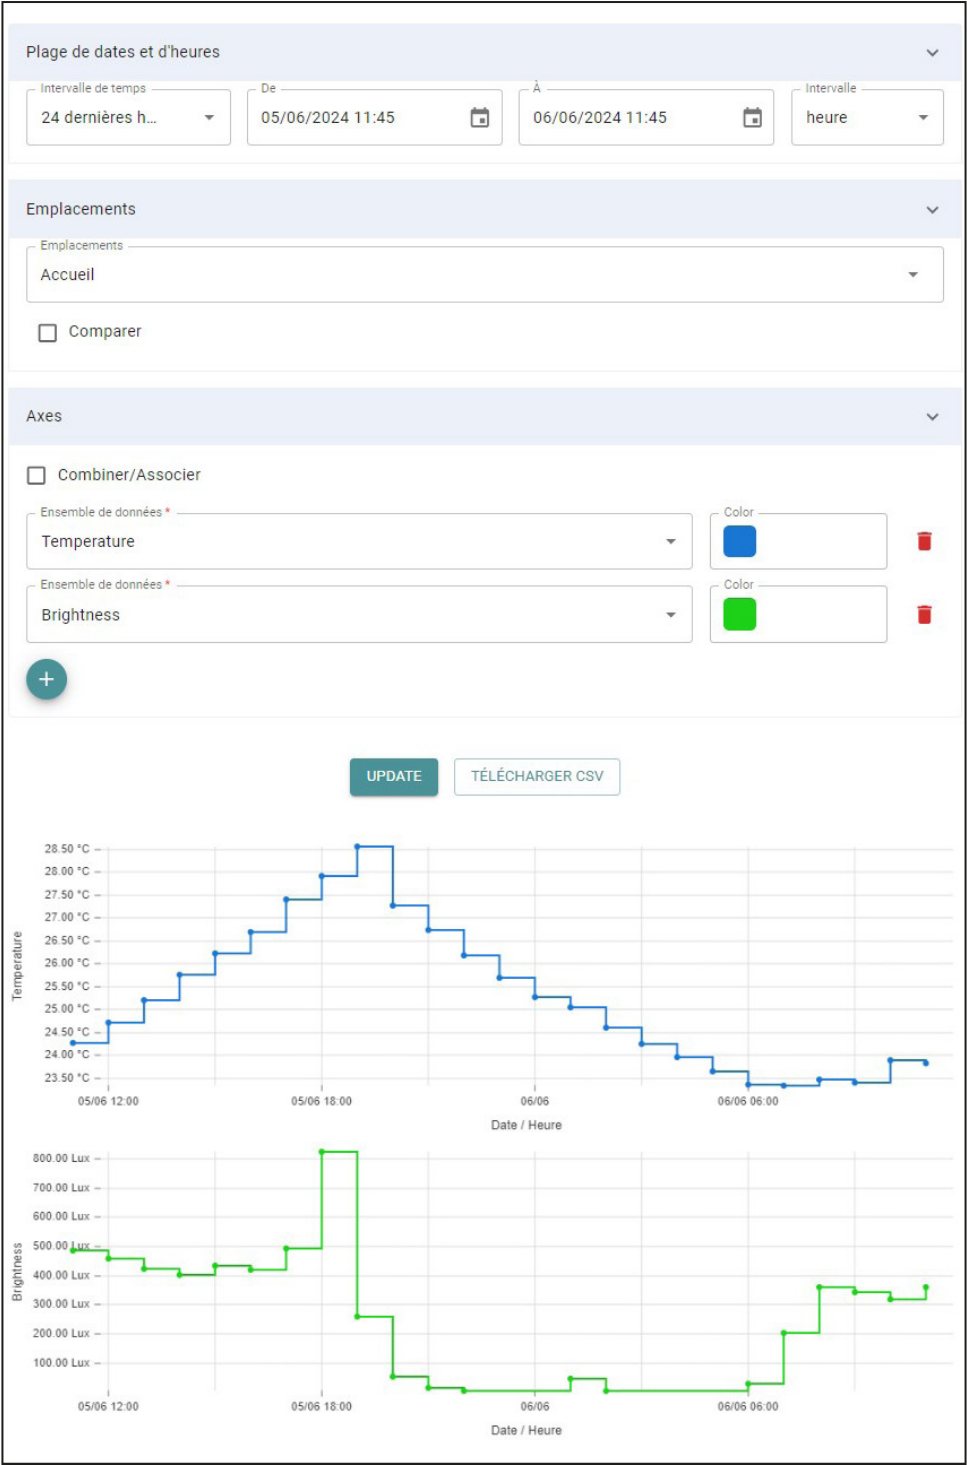 Plage de dates et d'heures
Intervalle de temps De À Intervalle
24 dernières h... 05/06/2024 11:45 06/06/2024 11:45 heure
Emplacements
Emplacements
Accueil
Comparer
Axes
Combiner/Associer
Ensemble de données * Color
Temperature
Ensemble de données * Color
Brightness
+
UPDATE TÉLÉCHARGER CSV
28.50 °C
28.00 °C
27.50 °C
27.00 °C
26.50 °C
26.00 °C
25.50 °C
25.00 °C
24.50 °C
24.00 °C
23.50 °C
Temperature
05/06 12:00 05/06 18:00 06/06 06/06 06:00
Date / Heure
800.00 Lux
700.00 Lux
600.00 Lux
500.00 Lux
400.00 Lux
300.00 Lux
200.00 Lux
100.00 Lux
Brightness
05/06 12:00 05/06 18:00 06/06 06/06 06:00
Date / Heure